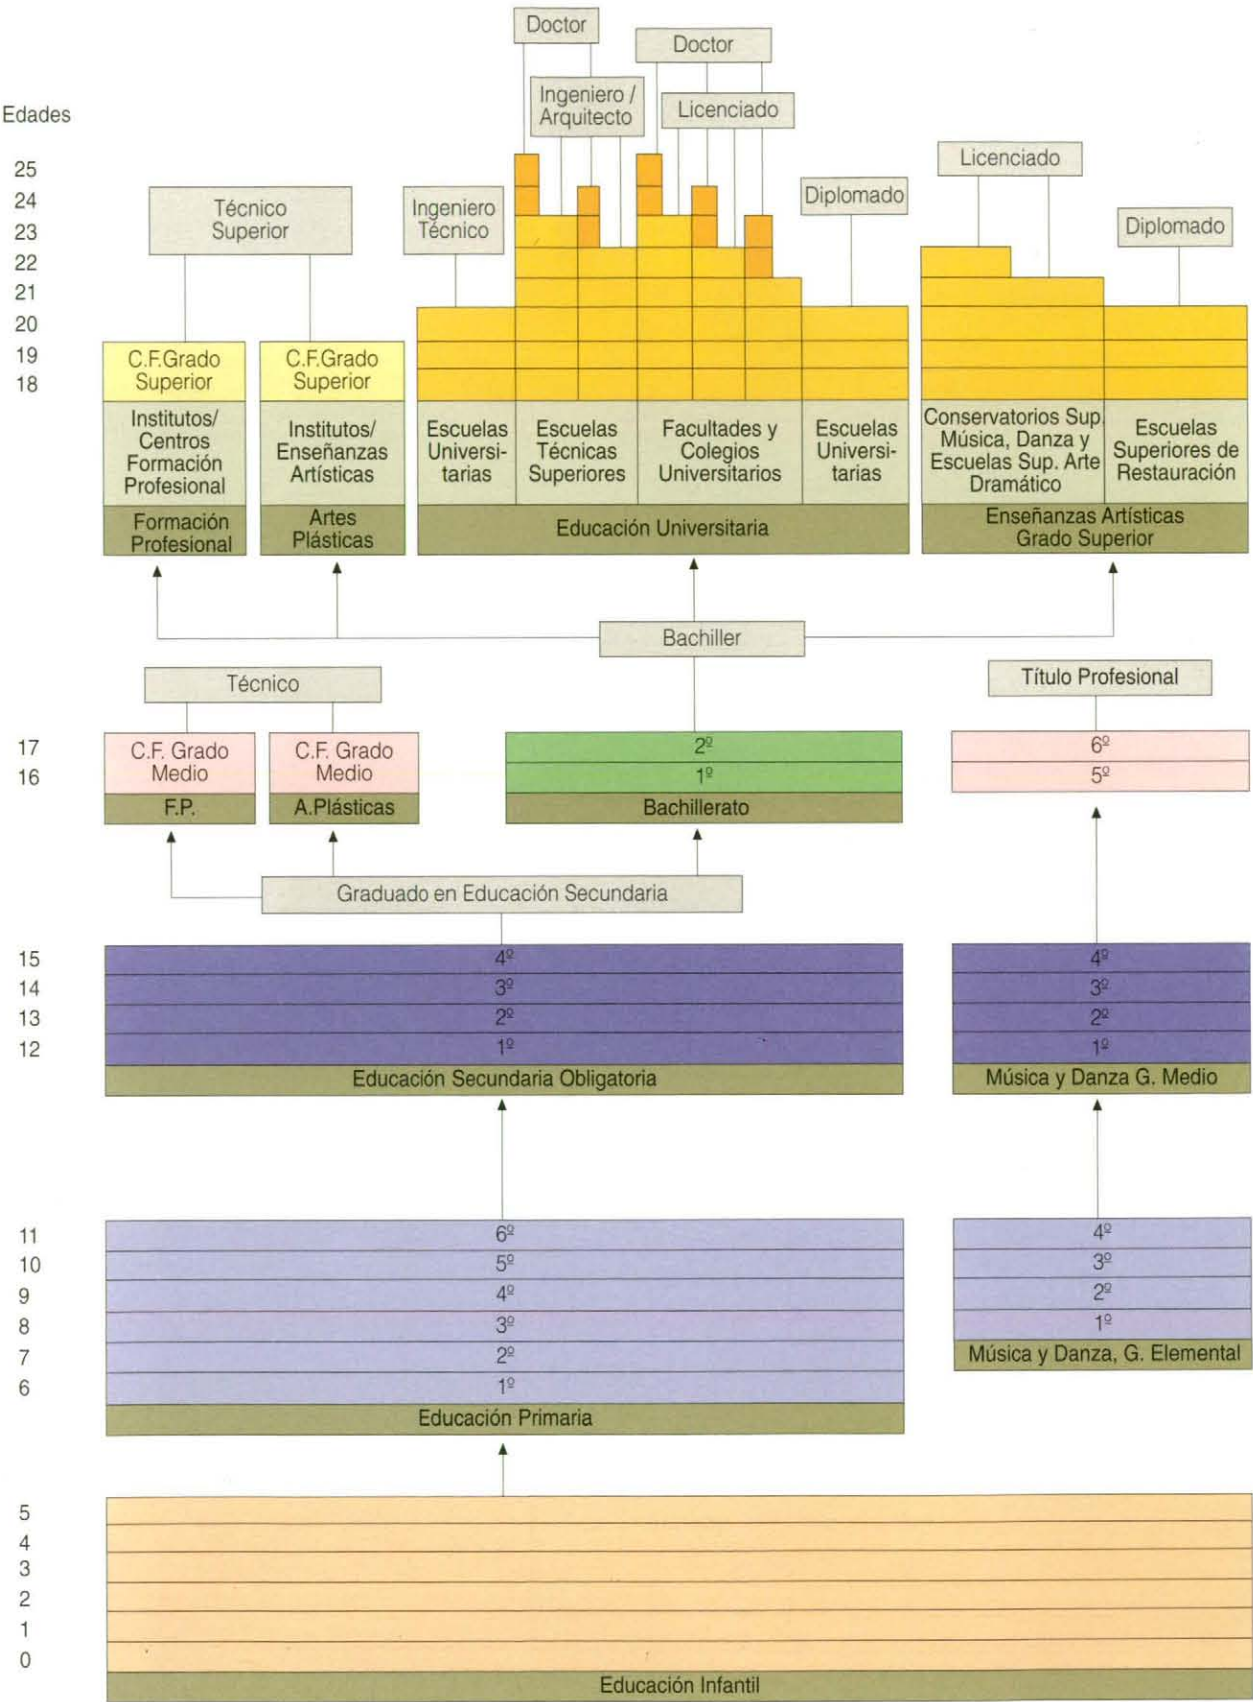 Doctor
Doctor
Edades
Ingeniero /
Arquitecto
Licenciado
25
24
23
22
21
20
19
18
Técnico
Superior
Ingeniero
Técnico
Diplomado
Licenciado
Diplomado
C.F.Grado
Superior
C.F.Grado
Superior
Institutos/
Centros
Formación
Profesional
Institutos/
Enseñanzas
Artísticas
Escuelas
Universi-
tarias
Escuelas
Técnicas
Superiores
Facultades y
Colegios
Universitarios
Escuelas
Universi-
tarias
Conservatorios Sup.
Música, Danza y
Escuelas Sup. Arte
Dramático
Escuelas
Superiores de
Restauración
Formación
Profesional
Artes
Plásticas
Educación Universitaria
Enseñanzas Artísticas
Grado Superior
Bachiller
Técnico
Título Profesional
17
16
C.F. Grado
Medio
F.P.
C.F. Grado
Medio
A.Plásticas
2º
1º
Bachillerato
6º
5º
Graduado en Educación Secundaria
15
14
13
12
4º
3º
2º
1º
Educación Secundaria Obligatoria
4º
3º
2º
1º
Música y Danza G. Medio
11
10
9
8
7
6
6º
5º
4º
3º
2º
1º
Educación Primaria
4º
3º
2º
1º
Música y Danza, G. Elemental
5
4
3
2
1
0
Educación Infantil